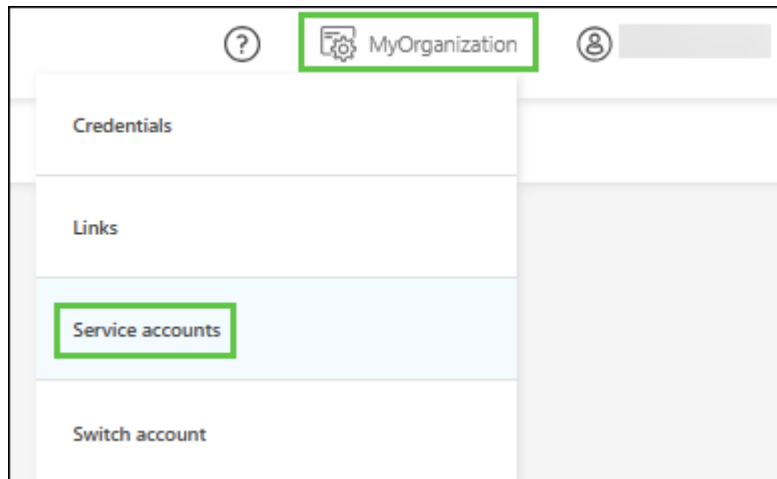 MyOrganization
Credentials
Links
Service accounts
Switch account